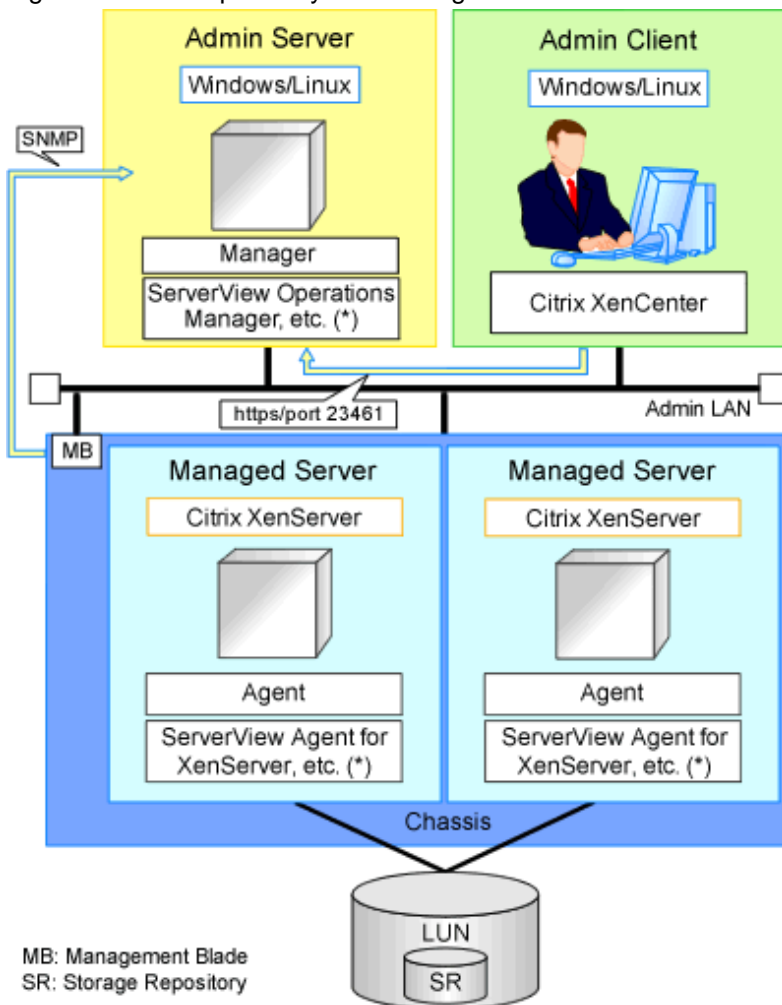 Admin Server
Windows/Linux
SNMP
Manager
ServerView Operations
Manager, etc. (*)
Admin Client
Windows/Linux
Citrix XenCenter
https/port 23461
Admin LAN
MB
Managed Server
Citrix XenServer
Agent
ServerView Agent for
XenServer, etc. (*)
Managed Server
Citrix XenServer
Agent
ServerView Agent for
XenServer, etc. (*)
Chassis
LUN
SR
MB: Management Blade
SR: Storage Repository